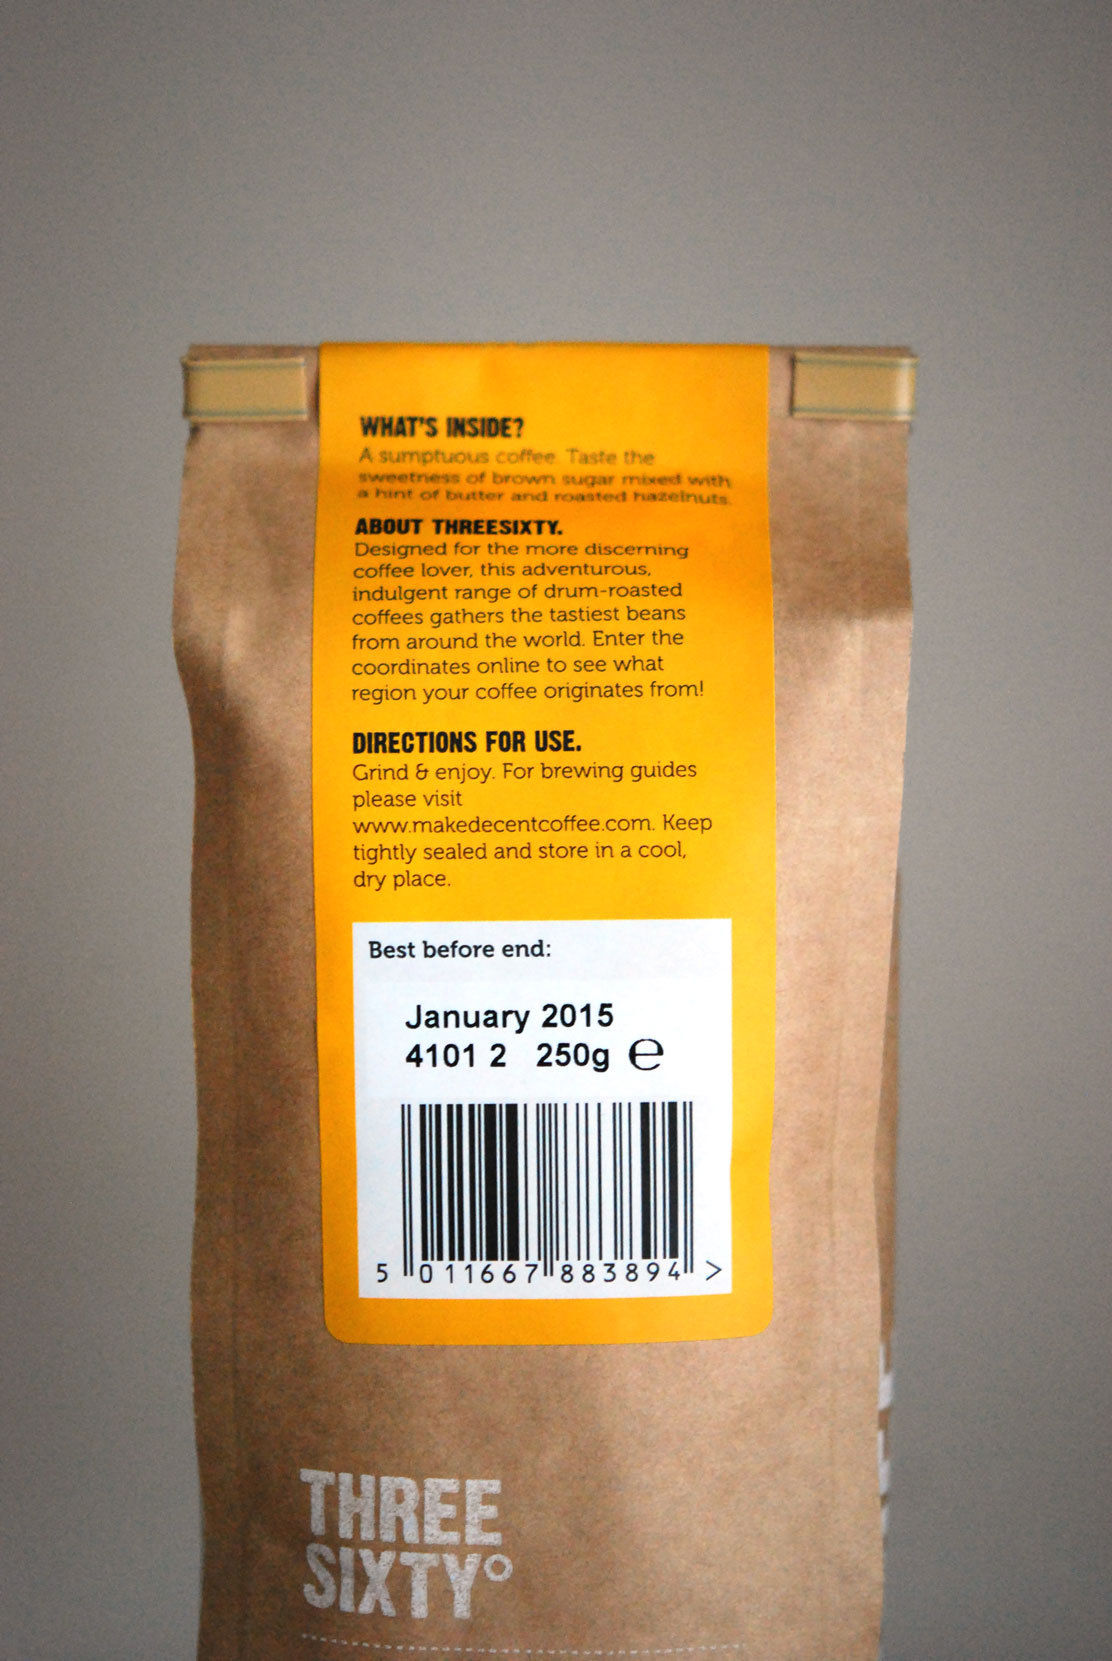 WHAT'S INSIDE?
A sumptuous coffee. Taste the
sweetness of brown sugar mixed with
a hint of butter and roasted hazelnuts.
ABOUT THREESIXTY.
Designed for the more discerning
coffee lover, this adventurous,
indulgent range of drum-roasted
coffees gathers the tastiest beans
from around the world. Enter the
coordinates online to see what
region your coffee originates from!
DIRECTIONS FOR USE.
Grind & enjoy. For brewing guides
please visit
www.makedecentcoffee.com. Keep
tightly sealed and store in a cool,
dry place.
Best before end:
January 2015
4101 2 250g ℮
5 011667 883894 >
THREE
SIXTY°